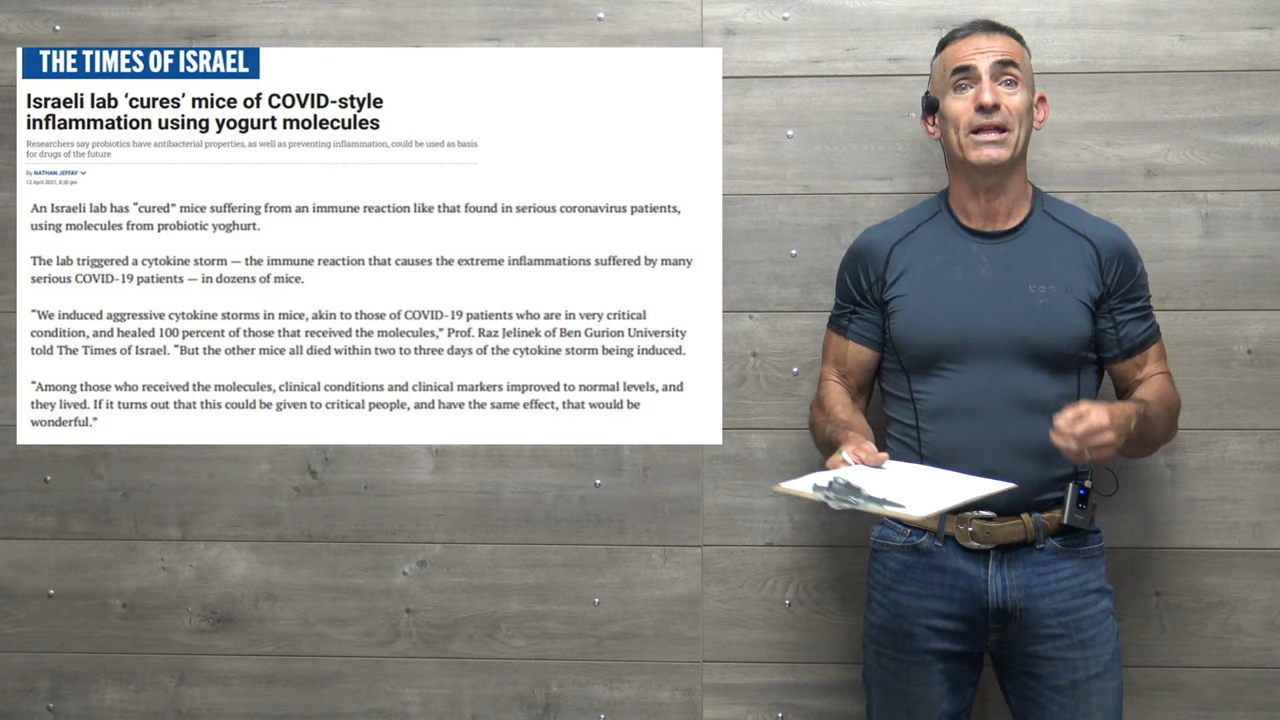 THE TIMES OF ISRAEL
Israeli lab ‘cures’ mice of COVID-style
inflammation using yogurt molecules
Researchers say probiotics have antibacterial properties, as well as preventing inflammation, could be used as basis
for drugs of the future
By NATHAN JEFFAY
12 April 2021, 8:30 pm
An Israeli lab has “cured” mice suffering from an immune reaction like that found in serious coronavirus patients,
using molecules from probiotic yoghurt.
The lab triggered a cytokine storm — the immune reaction that causes the extreme inflammations suffered by many
serious COVID-19 patients — in dozens of mice.
“We induced aggressive cytokine storms in mice, akin to those of COVID-19 patients who are in very critical
condition, and healed 100 percent of those that received the molecules,” Prof. Raz Jelinek of Ben Gurion University
told The Times of Israel. “But the other mice all died within two to three days of the cytokine storm being induced.
“Among those who received the molecules, clinical conditions and clinical markers improved to normal levels, and
they lived. If it turns out that this could be given to critical people, and have the same effect, that would be
wonderful.”